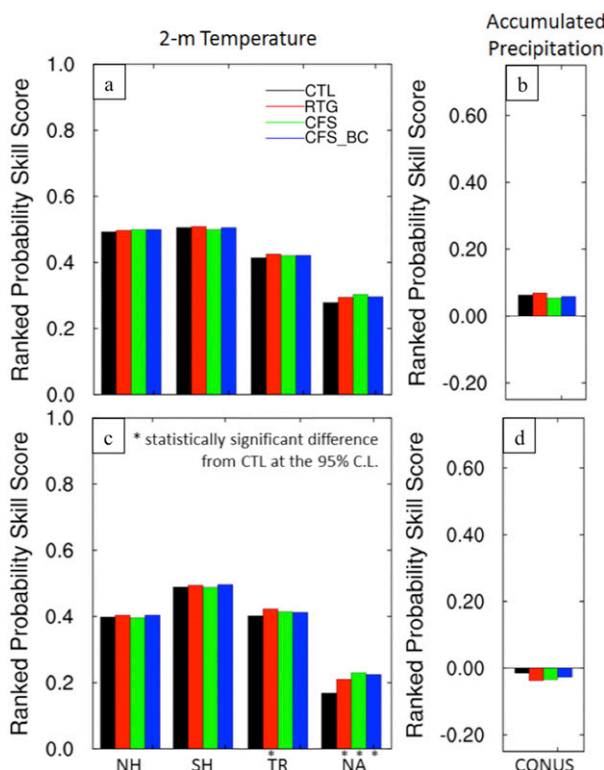 2-m Temperature
Accumulated
Precipitation
Ranked Probability Skill Score
1.0
0.8
0.6
0.4
0.2
0.0
a
CTL
RTG
CFS
CFS_BC
Ranked Probability Skill Score
0.60
0.40
0.20
0.00
-0.20
b
Ranked Probability Skill Score
1.0
0.8
0.6
0.4
0.2
0.0
c
* statistically significant difference
from CTL at the 95% C.L.
* * * *
NH SH TR NA
Ranked Probability Skill Score
0.60
0.40
0.20
0.00
-0.20
d
CONUS